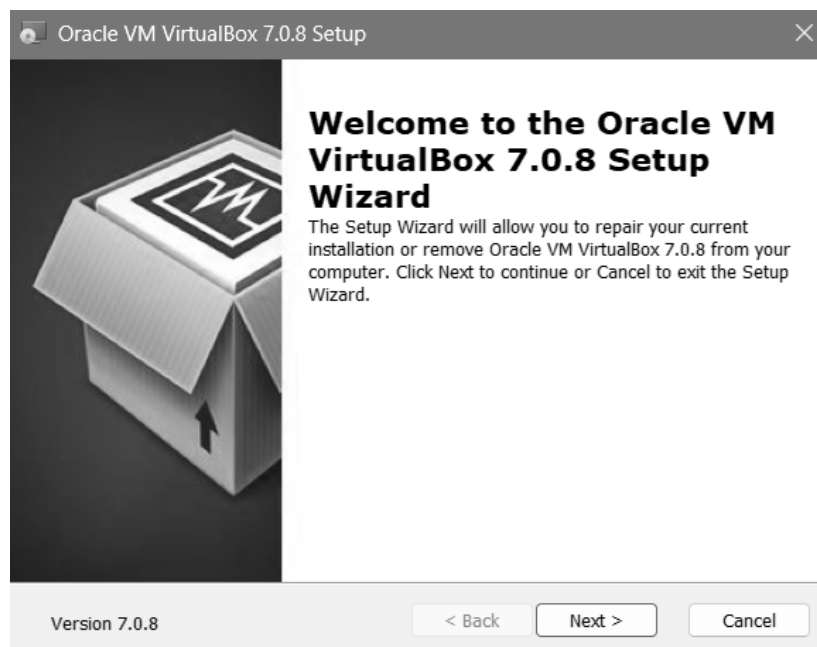 Oracle VM VirtualBox 7.0.8 Setup
Welcome to the Oracle VM
VirtualBox 7.0.8 Setup
Wizard
The Setup Wizard will allow you to repair your current
installation or remove Oracle VM VirtualBox 7.0.8 from your
computer. Click Next to continue or Cancel to exit the Setup
Wizard.
Version 7.0.8
< Back
Next >
Cancel